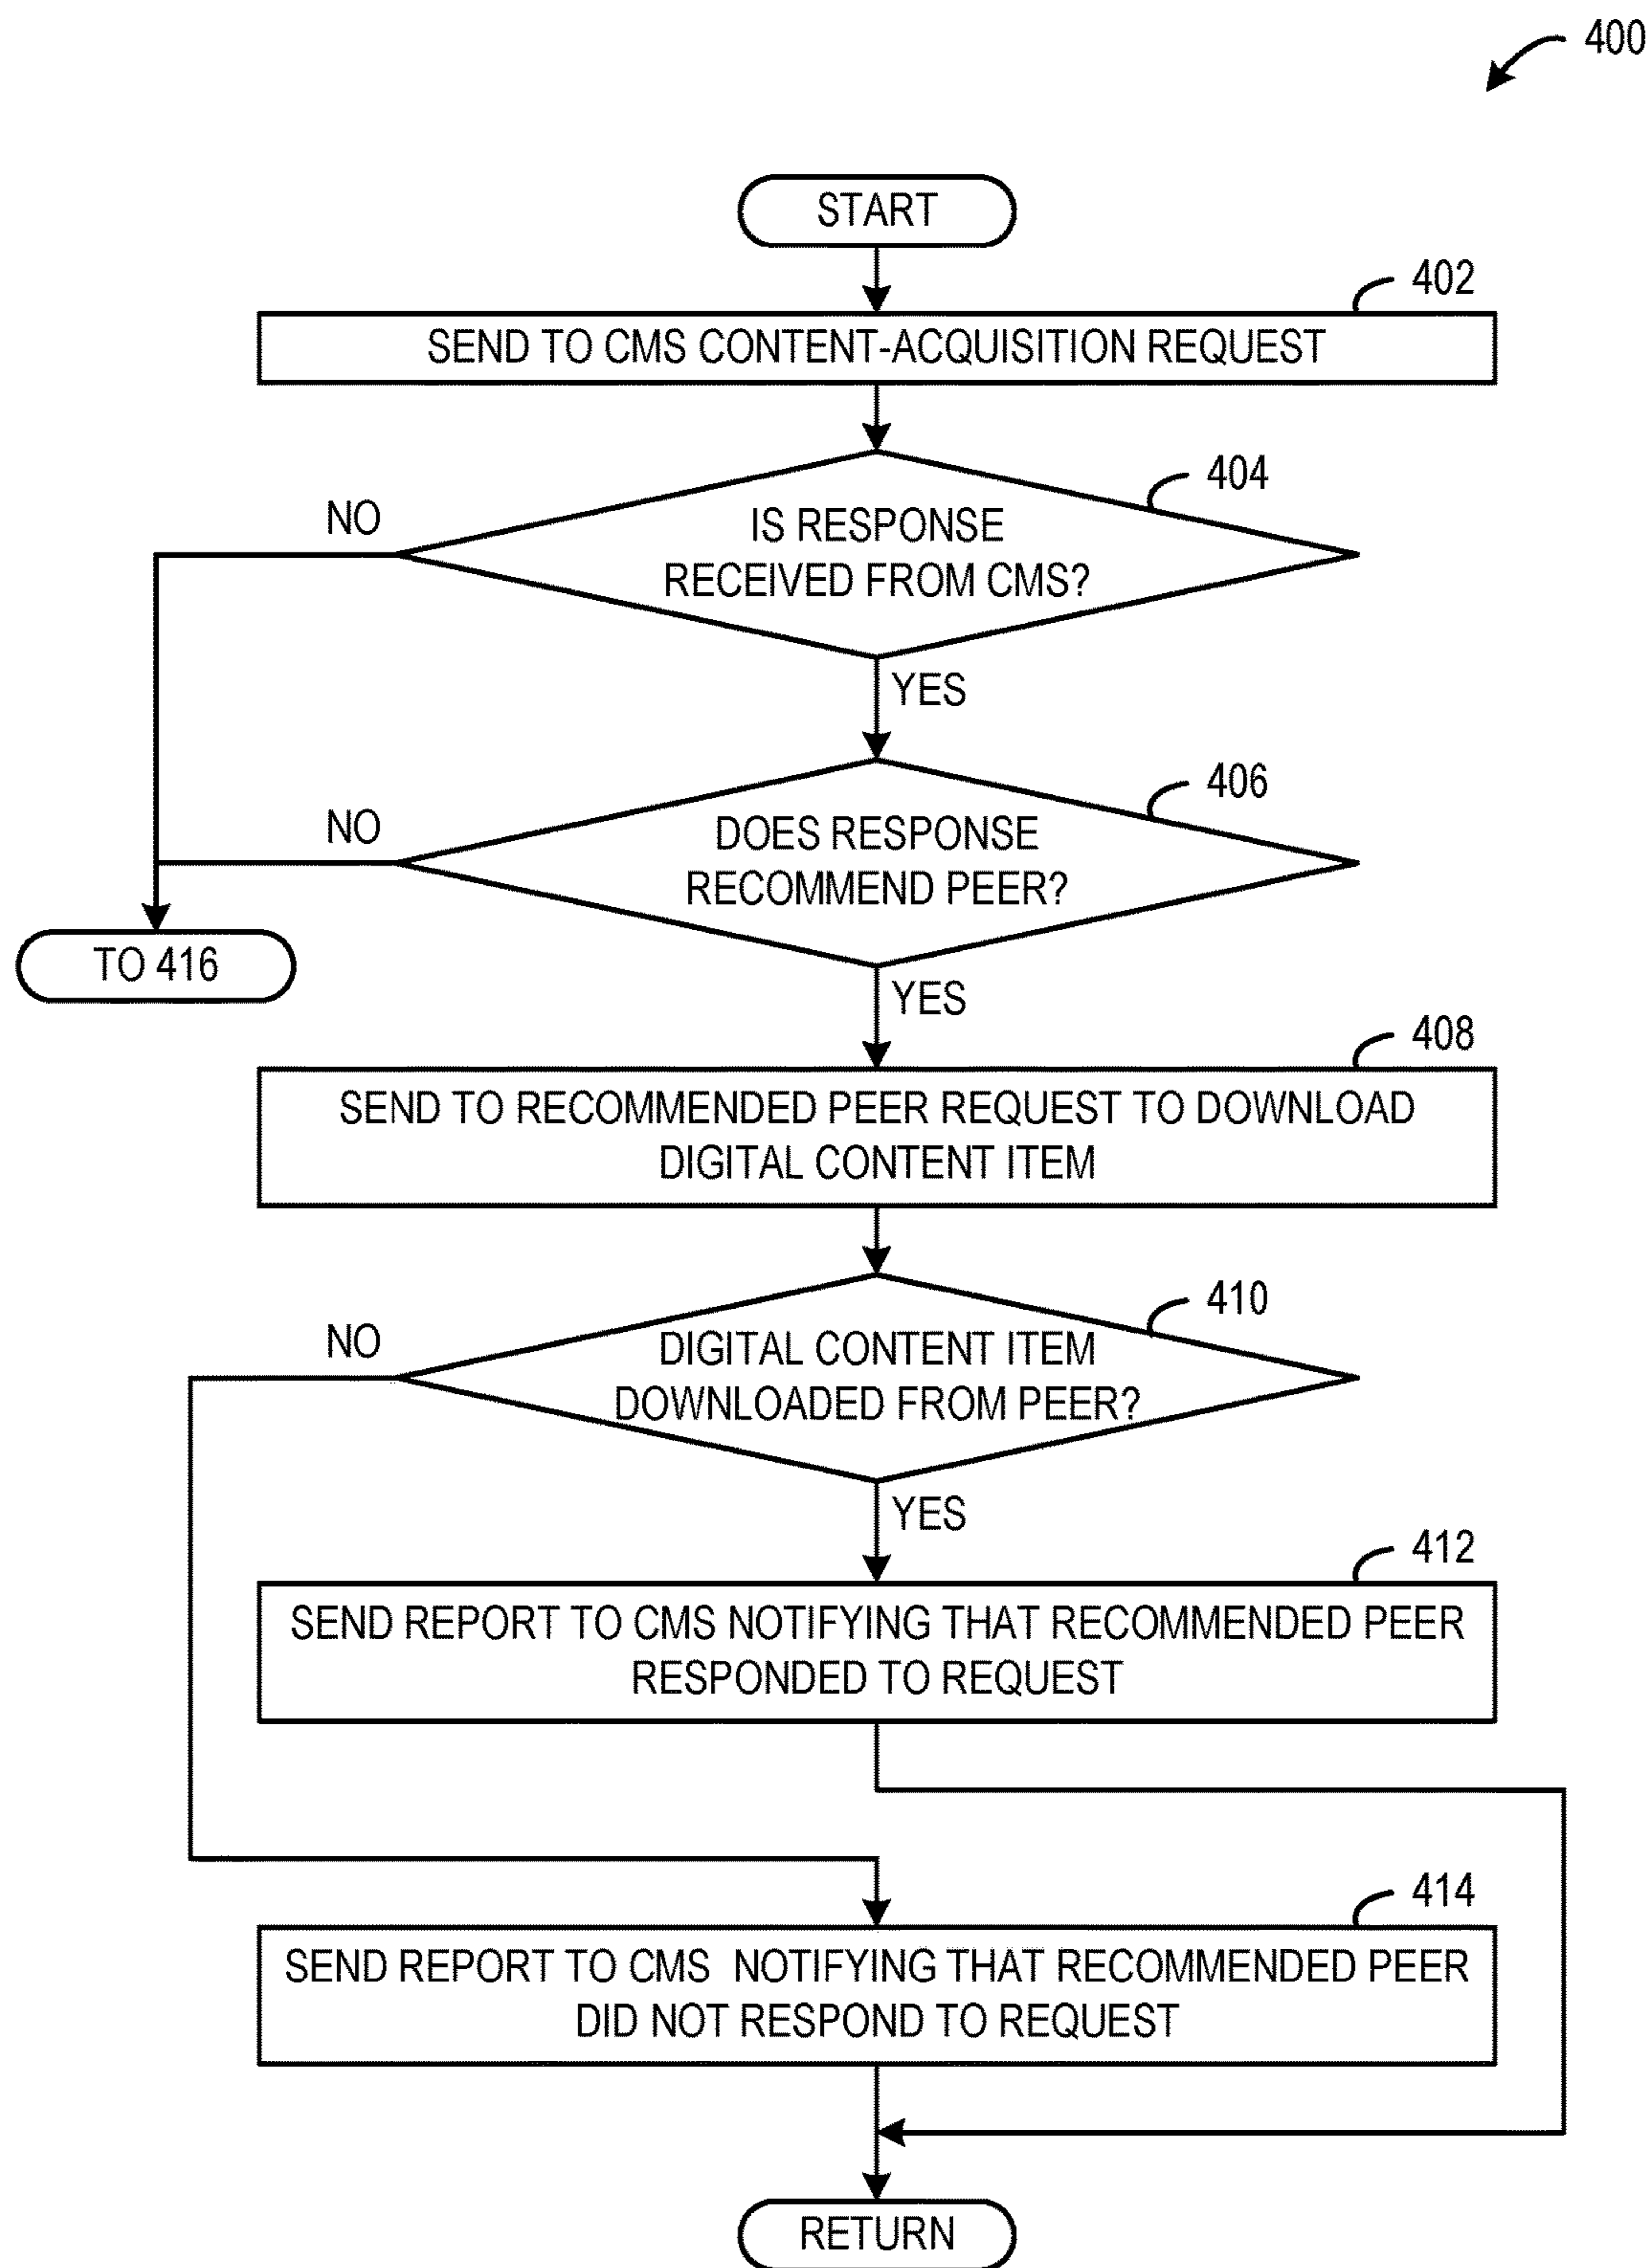 400
START
402
SEND TO CMS CONTENT-ACQUISITION REQUEST
404
NO
IS RESPONSE
RECEIVED FROM CMS?
YES
406
NO
DOES RESPONSE
RECOMMEND PEER?
TO 416
YES
408
SEND TO RECOMMENDED PEER REQUEST TO DOWNLOAD
DIGITAL CONTENT ITEM
410
NO
DIGITAL CONTENT ITEM
DOWNLOADED FROM PEER?
YES
412
SEND REPORT TO CMS NOTIFYING THAT RECOMMENDED PEER
RESPONDED TO REQUEST
414
SEND REPORT TO CMS NOTIFYING THAT RECOMMENDED PEER
DID NOT RESPOND TO REQUEST
RETURN